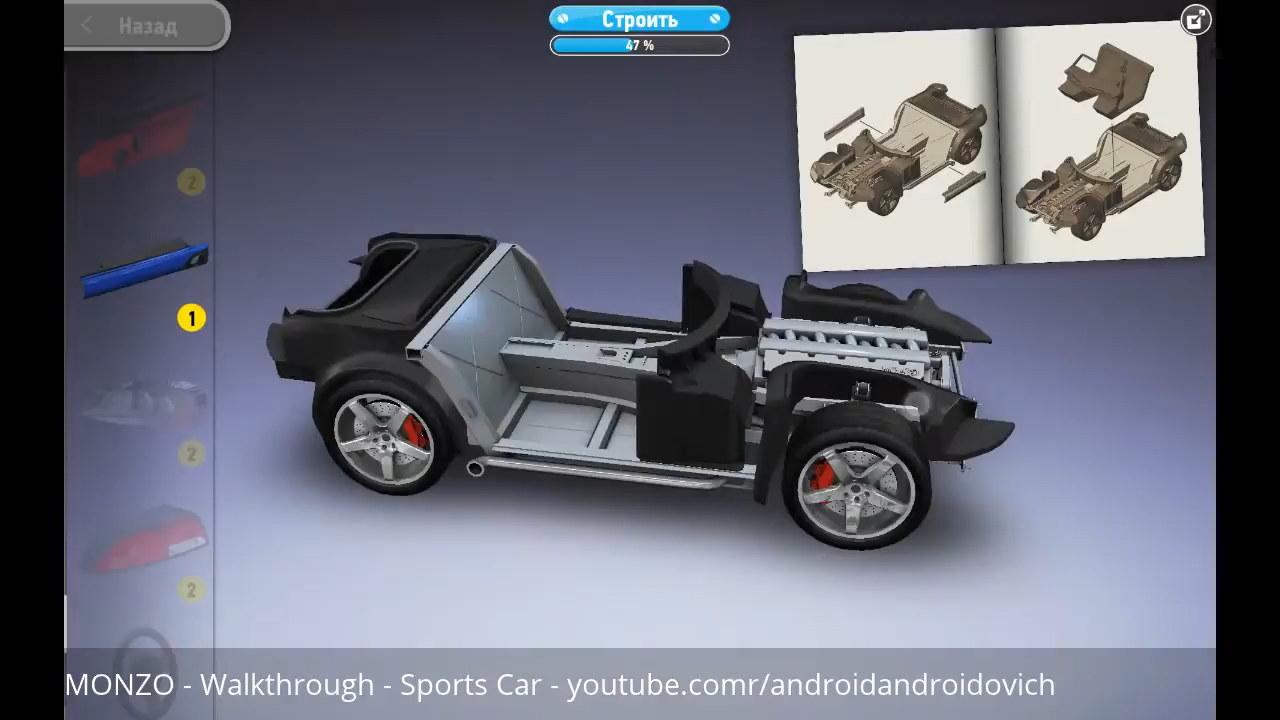 Назад
Строить
47 %
2
1
2
2
MONZO - Walkthrough - Sports Car - youtube.comr/androidandroidovich